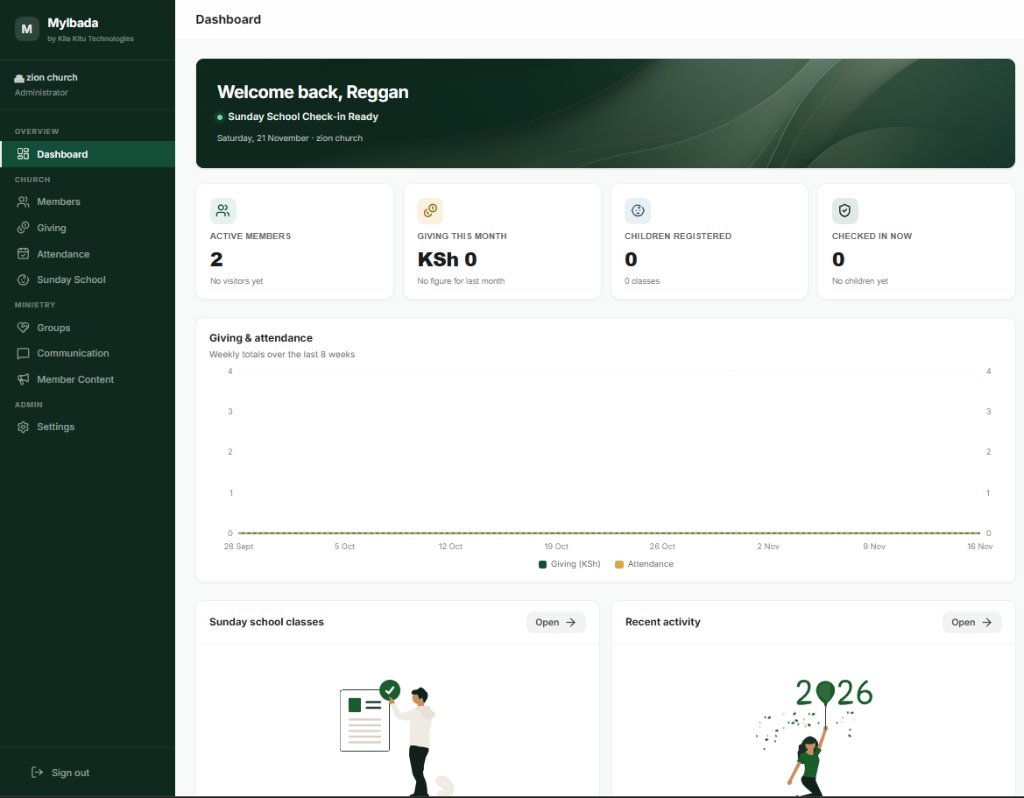 M
MyIbada
by Kila Kitu Technologies
zion church
Administrator
OVERVIEW
Dashboard
CHURCH
Members
Giving
Attendance
Sunday School
MINISTRY
Groups
Communication
Member Content
ADMIN
Settings
Sign out
Dashboard
Welcome back, Reggan
Sunday School Check-in Ready
Saturday, 21 November · zion church
ACTIVE MEMBERS
2
No visitors yet
GIVING THIS MONTH
KSh 0
No figure for last month
CHILDREN REGISTERED
0
0 classes
CHECKED IN NOW
0
No children yet
Giving & attendance
Weekly totals over the last 8 weeks
4 4
3 3
2 2
1 1
0 0
28 Sept 5 Oct 12 Oct 19 Oct 26 Oct 2 Nov 9 Nov 16 Nov
Giving (KSh) Attendance
Sunday school classes
Open
Recent activity
Open
2026